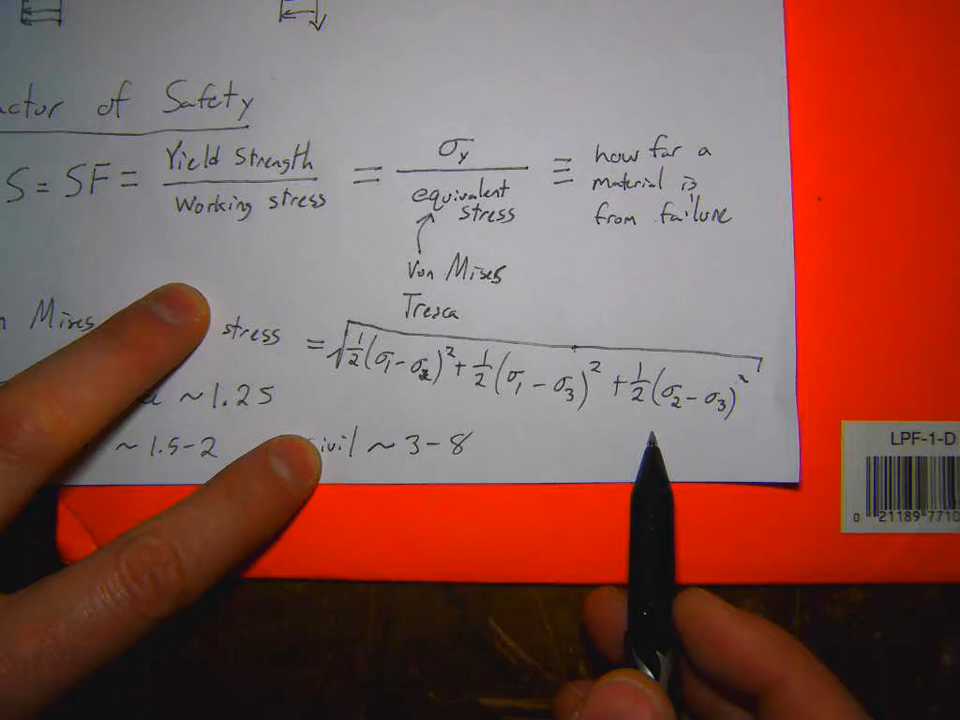 actor of Safety
S = SF = Yield Strength / Working stress = σy / equivalent stress ≡ how far a material is from failure
Von Mises
Tresca
n Mises stress = √(½(σ1 - σ2)² + ½(σ1 - σ3)² + ½(σ2 - σ3)²)
~1.25
~ 1.5-2 ivil ~ 3-8
LPF-1-D
0 21189 7710